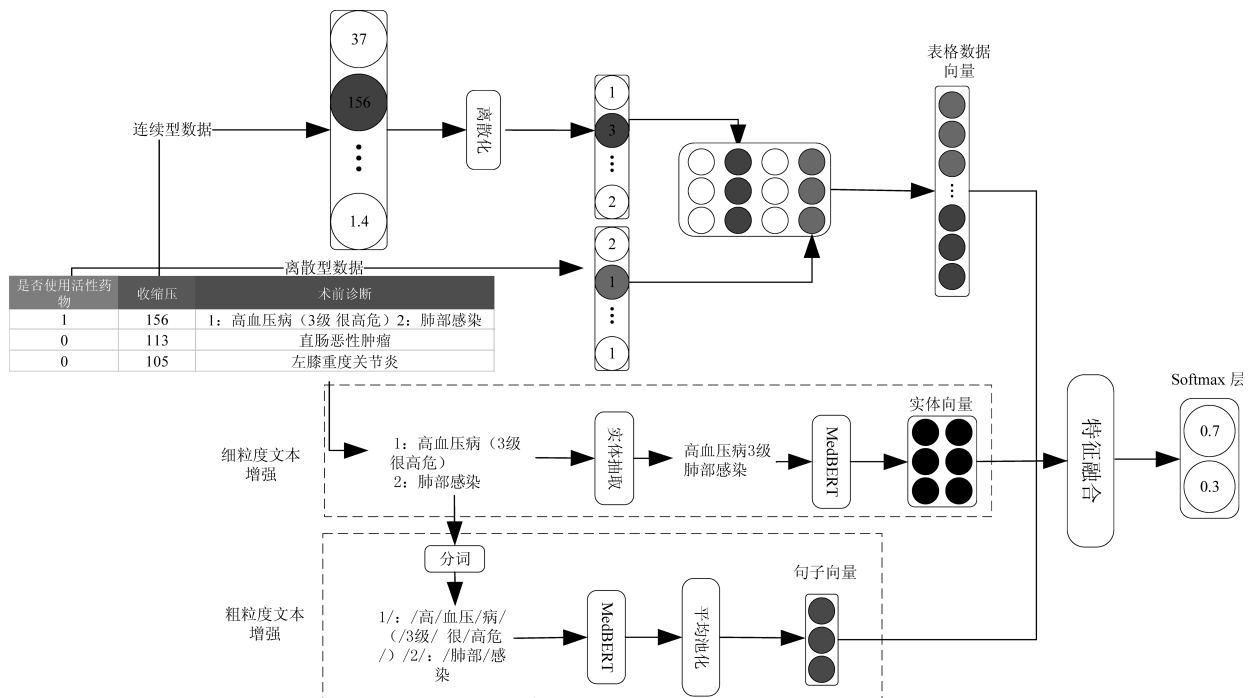 37
156
1.4
连续型数据
离散化
1
3
2
表格数据
向量
离散型数据
2
1
1
是否使用活性药
物
收缩压
术前诊断
1
156
1：高血压病（3级 很高危）2：肺部感染
0
113
直肠恶性肿瘤
0
105
左膝重度关节炎
细粒度文本
增强
1：高血压病（3级
很高危）
2：肺部感染
实体抽取
高血压病3级
肺部感染
MedBERT
实体向量
特征融合
Softmax 层
0.7
0.3
分词
粗粒度文本
增强
1/：/高/血压/病/
（/3级/ 很/高危
/）/2/：/肺部/感
染
MedBERT
平均池化
句子向量